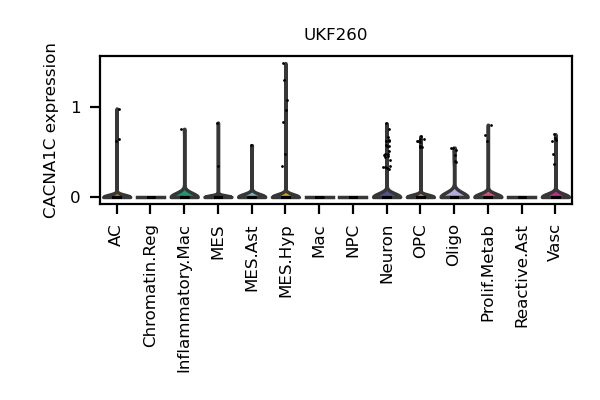 UKF260
CACNA1C expression
1
0
AC
Chromatin.Reg
Inflammatory.Mac
MES
MES.Ast
MES.Hyp
Mac
NPC
Neuron
OPC
Oligo
Prolif.Metab
Reactive.Ast
Vasc